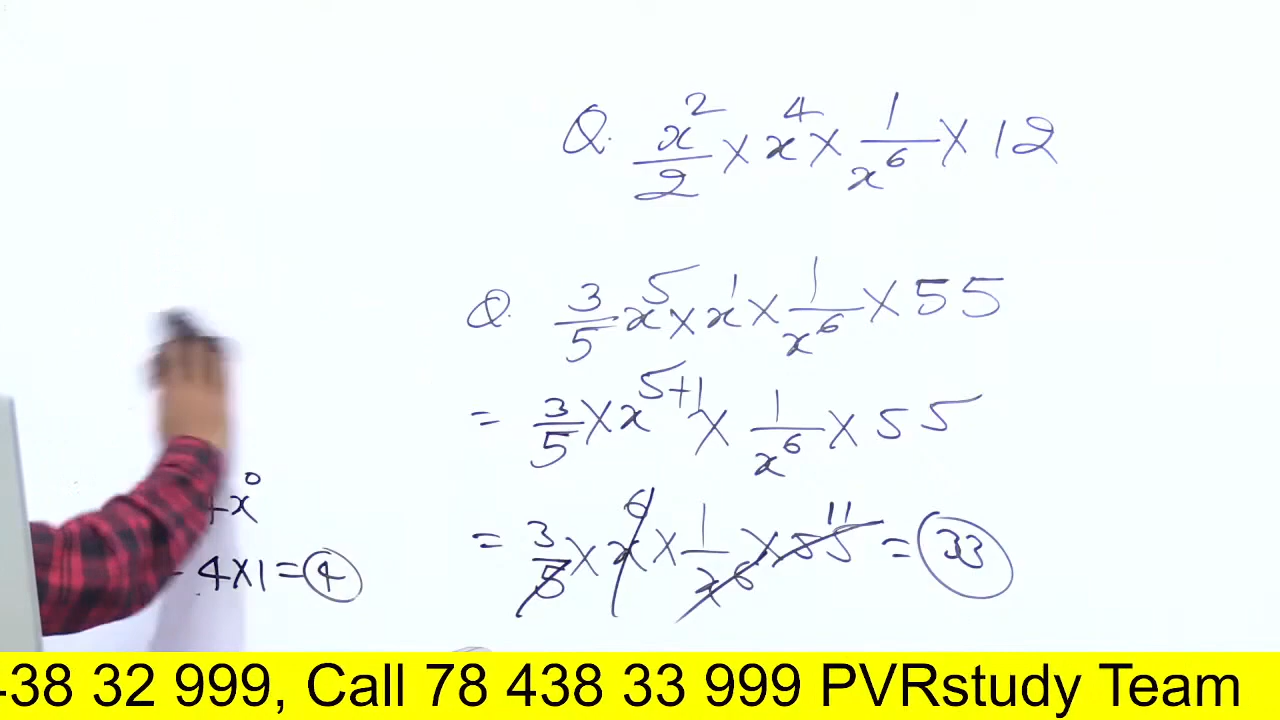 Q. x²/2 × x⁴ × 1/x⁶ × 12
Q. 3/5 x⁵ × x¹ × 1/x⁶ × 55
= 3/5 × x⁵⁺¹ × 1/x⁶ × 55
= 3/5 × x⁶ × 1/x⁶ × 55 11 = 33
4x⁰
4×1 = 4
438 32 999, Call 78 438 33 999 PVRstudy Team